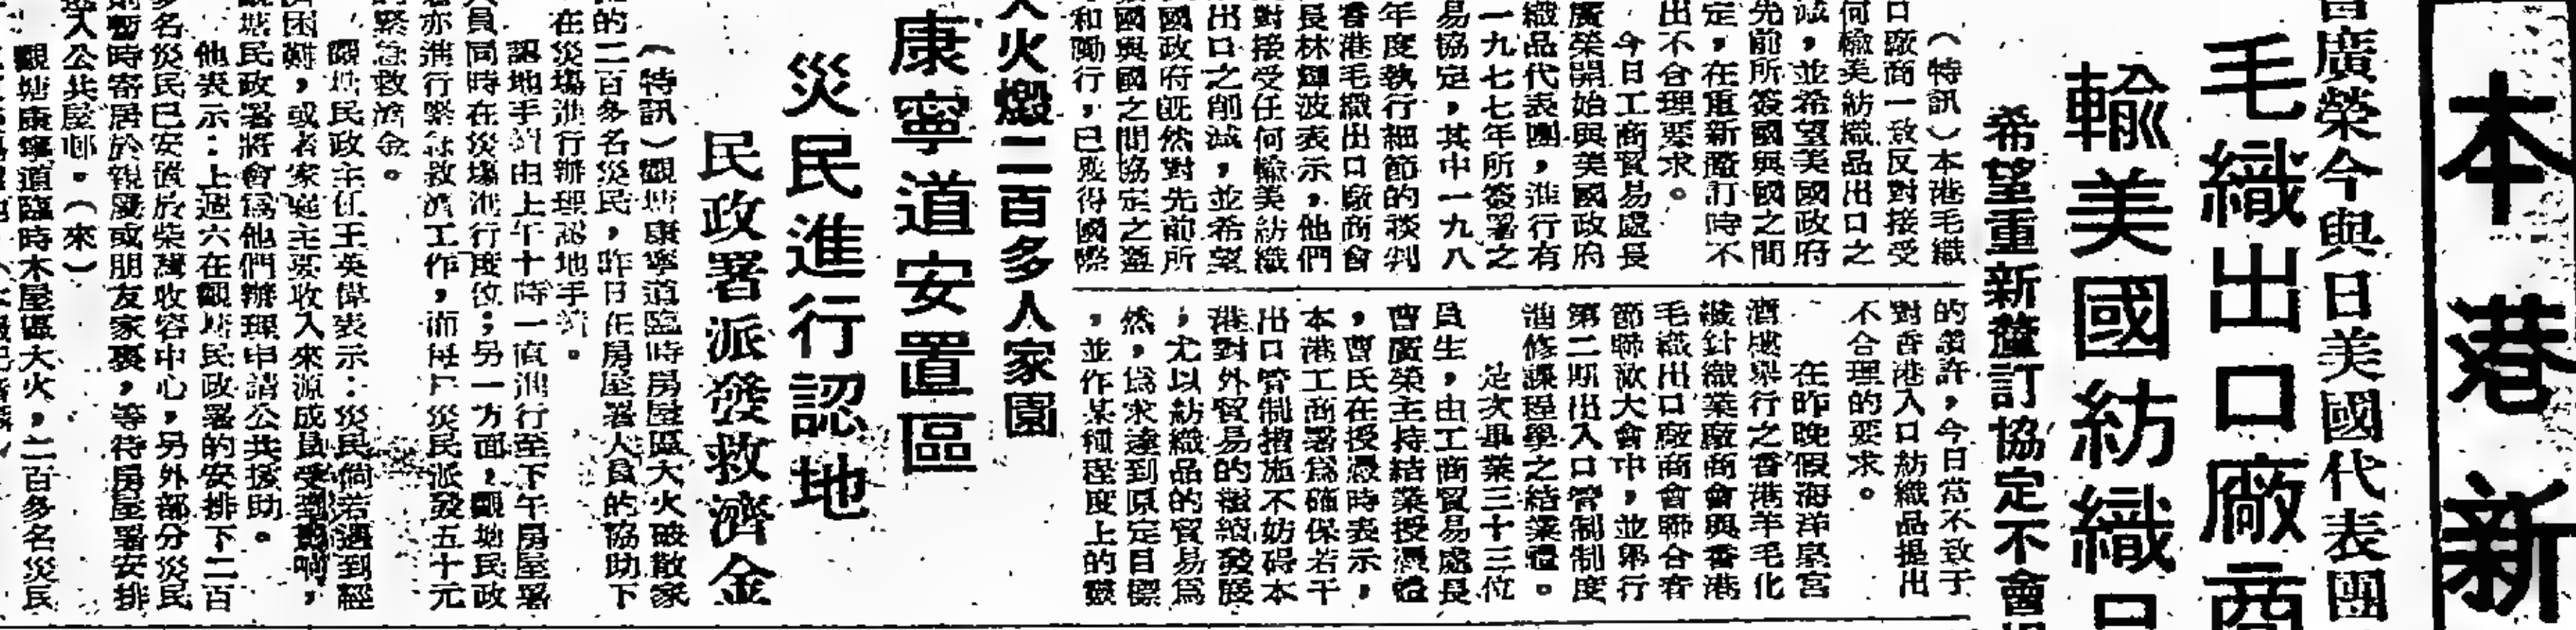 本港新
曾廣榮今與日美國代表團
毛織出口廠商
輸美國紡織
希望重新釐訂協定不會
（特訊）本港毛織
口廠商一致反對接受
何輸美紡織品出口之
減，並希望美國政府
先前所簽國與國之間
定，在重新釐訂時不
出不合理要求。
今日工商貿易處長
廣榮開始與美國政府
織品代表團，進行有
一九七七年所簽署之
易協定，其中一九八
年度執行細節的談判
香港毛織出口廠商會
長林輝波表示，他們
對接受任何輸美紡織
出口之削減，並希望
國政府既然對先前所
國與國之間協定之
和勵行，已獲得國際
的讚許，今日當不致于
對香港入口紡織品提出
不合理的要求。
在昨晚假海洋皇宮
酒樓舉行之香港羊毛化
纖針織業廠商會與香港
毛織出口廠商會聯合春
節聯歡大會中，並舉行
第二期出入口管制制度
進修課程學之結業禮。
是次畢業三十三位
員生，由工商貿易處長
曹廣榮主持結業授憑禮
，曹氏在授憑時表示，
本港工商署為確保若干
出口管制措施不妨碍本
港對外貿易的繼續發展
，尤以紡織品的貿易為
然，為求達到原定目標
，並作某種程度上的靈
火燬二百多人家園
康寧道安置區
災民進行認地
民政署派發救濟金
（特訊）觀塘康寧道臨時房屋區大火破散家
的二百多名災民，昨日在房屋署人員的協助下
在災場進行辦理認地手續。
認地手續由上午十時一直進行至下午房屋署
人員同時在災場進行度位；另一方面，觀塘民政
亦進行緊急救濟工作，而每戶災民派發五十元
緊急救濟金。
觀塘民政主任王英偉表示：災民倘若遇到經
困難，或者家庭主要收入來源成員受到影响，
塘民政署將會為他們辦理申請公共援助。
他表示：上週六在觀塘民政署的安排下二百
多名災民已安置於柴灣收容中心，另外部分災民
則暫時寄居於親戚或朋友家裏，等待房屋署安排
入公共屋邨。（來）
觀塘康寧道臨時木屋區大火，二百多名災民